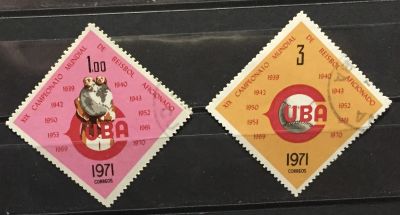 1.00
XIX CAMPEONATO MUNDIAL DE BEISBOL AFICIONADO
1939 1940
1942 1943
1950 1952
1953 1961
1969 1970
CUBA
1971
CORREOS
3
XIX CAMPEONATO MUNDIAL DE BEISBOL AFICIONADO
1939 1940
1942 1943
1950 1952
1953 1961
1969 1970
CUBA
1971
CORREOS